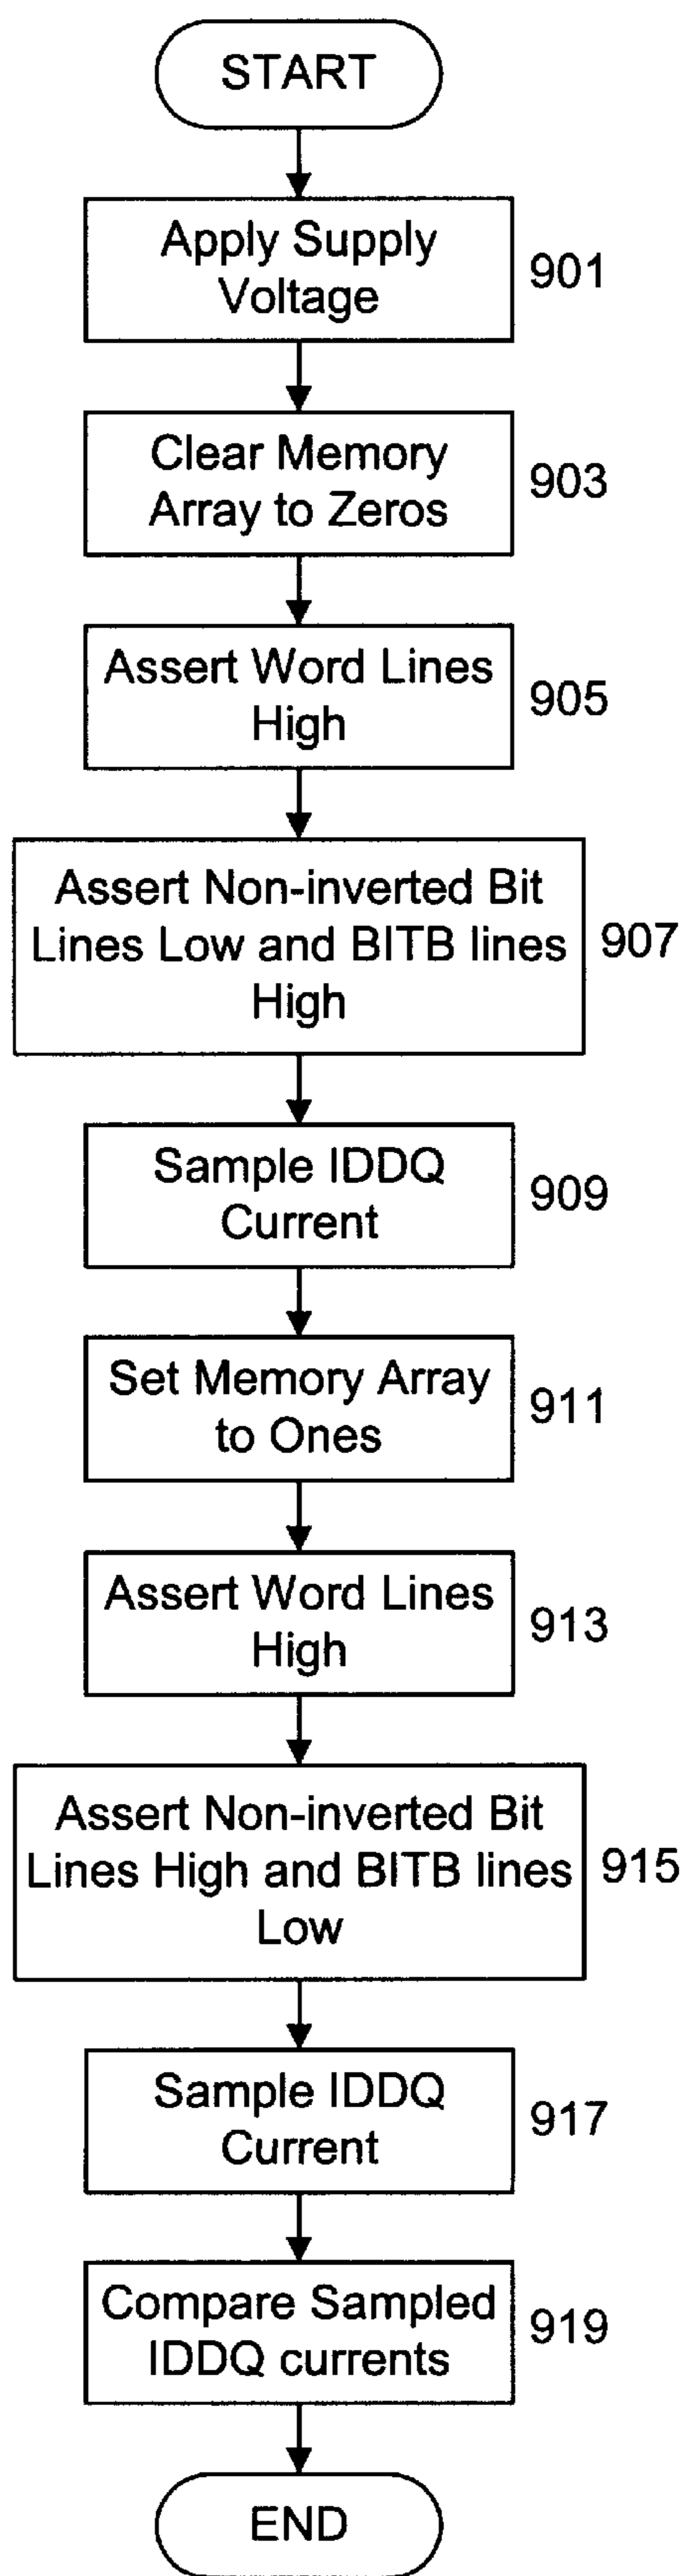 START
Apply Supply
Voltage
901
Clear Memory
Array to Zeros
903
Assert Word Lines
High
905
Assert Non-inverted Bit
Lines Low and BITB lines
High
907
Sample IDDQ
Current
909
Set Memory Array
to Ones
911
Assert Word Lines
High
913
Assert Non-inverted Bit
Lines High and BITB lines
Low
915
Sample IDDQ
Current
917
Compare Sampled
IDDQ currents
919
END